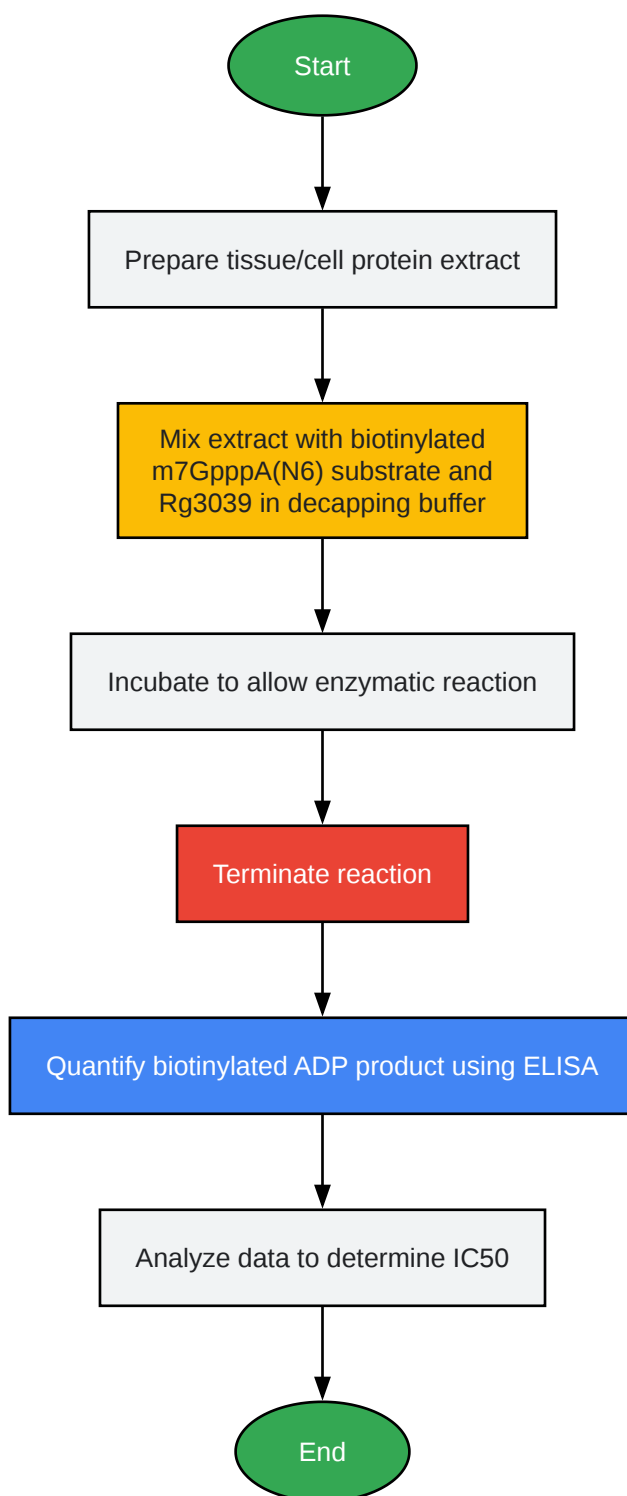 Start
Prepare tissue/cell protein extract
Mix extract with biotinylated
m7GpppA(N6) substrate and
Rg3039 in decapping buffer
Incubate to allow enzymatic reaction
Terminate reaction
Quantify biotinylated ADP product using ELISA
Analyze data to determine IC50
End